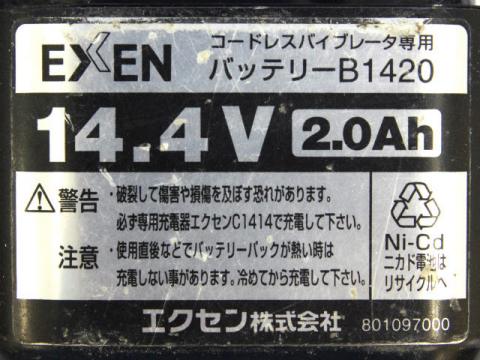 EXEN
コードレスバイブレータ専用
バッテリーB1420
14.4V 2.0Ah
警告 ・破裂して傷害や損傷を及ぼす恐れがあります。
必ず専用充電器エクセンC1414で充電して下さい。
注意 ・使用直後などでバッテリーパックが熱い時は
充電しない事があります。冷めてから充電して下さい。
Ni-Cd
ニカド電池は
リサイクルへ
エクセン株式会社 801097000